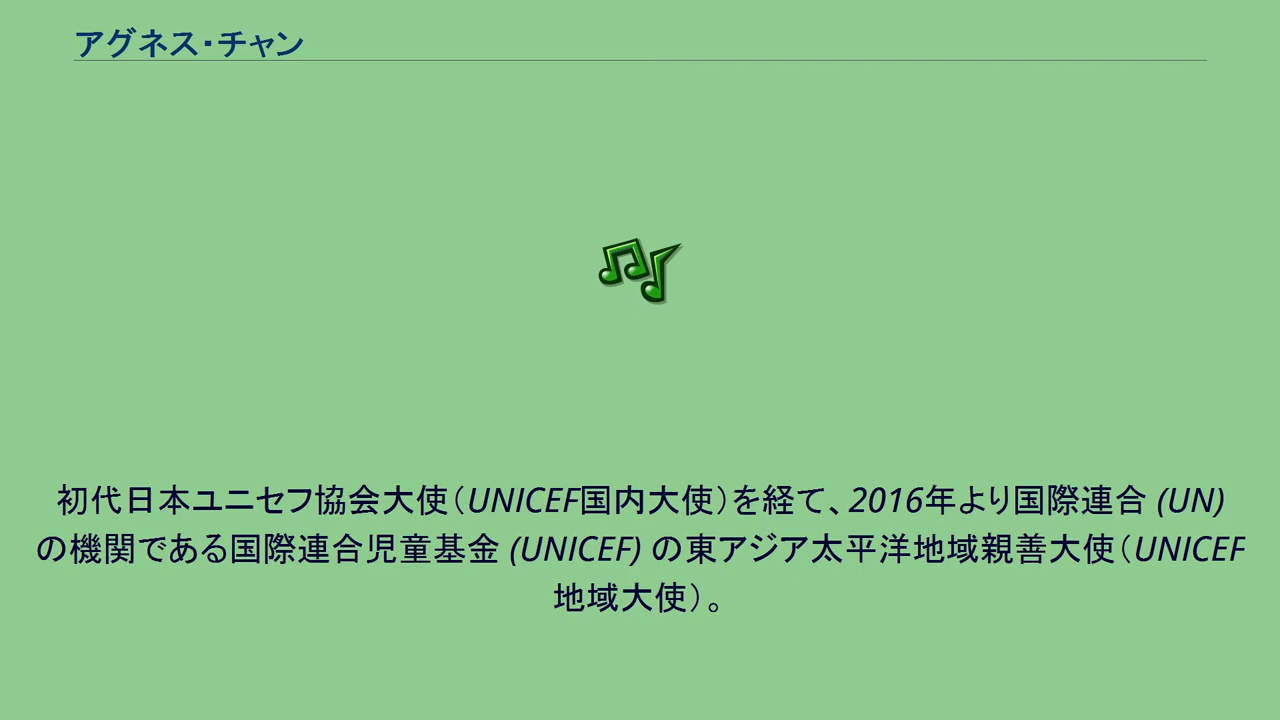 アグネス・チャン
初代日本ユニセフ協会大使（UNICEF国内大使）を経て、2016年より国際連合 (UN)
の機関である国際連合児童基金 (UNICEF) の東アジア太平洋地域親善大使（UNICEF
地域大使）。